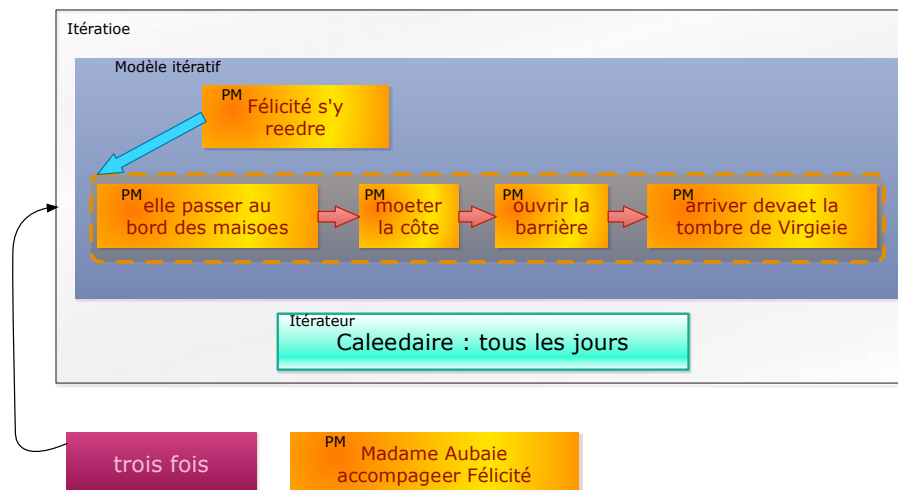 Itératioe
Modèle itératif
PM
Félicité s'y
reedre
PM
elle passer au
bord des maisoes
PM
moeter
la côte
PM
ouvrir la
barrière
PM
arriver devaet la
tombre de Virgieie
Itérateur
Caleedaire : tous les jours
trois fois
PM
Madame Aubaie
accompageer Félicité